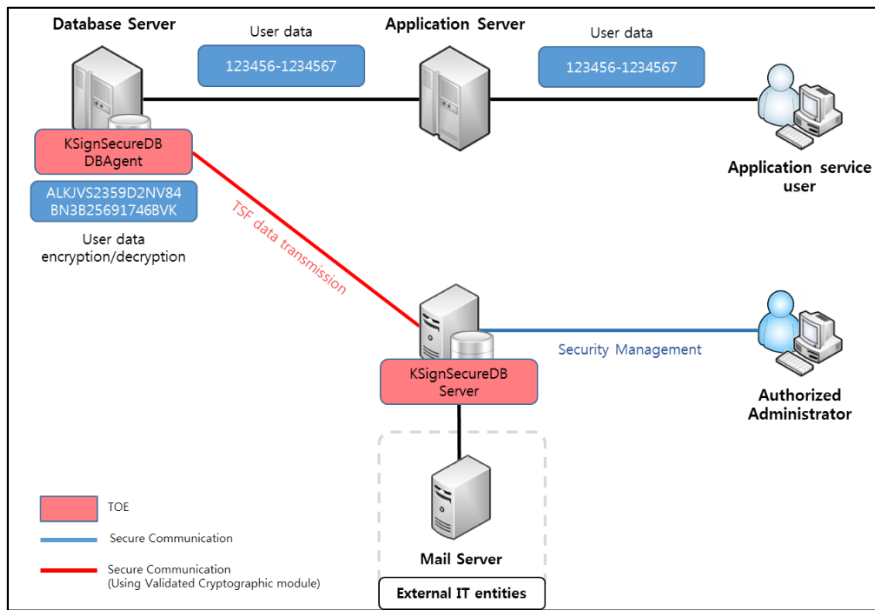 Database Server
User data
Application Server
User data
123456-1234567
123456-1234567
KSignSecureDB
DBAgent
ALKJVS2359D2NV84
BN3B25691746BVK
User data
encryption/decryption
Application service
user
TSF data transmission
Security Management
KSignSecureDB
Server
Authorized
Administrator
Mail Server
External IT entities
TOE
Secure Communication
Secure Communication
(Using Validated Cryptographic module)